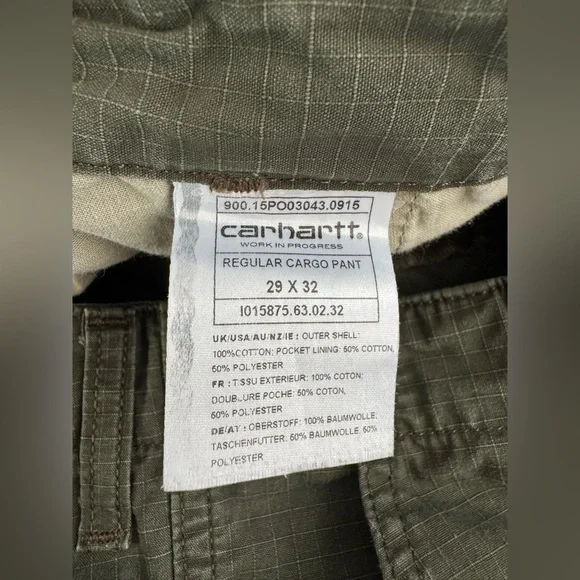 900.15PO03043.0915
carhartt®
WORK IN PROGRESS
REGULAR CARGO PANT
29 X 32
I015875.63.02.32
UK/USA/AU/NZ/IE: OUTER SHELL:
100%COTTON; POCKET LINING: 50% COTTON,
50% POLYESTER
FR : TISSU EXTERIEUR: 100% COTON;
DOUBLURE POCHE: 50% COTON,
50% POLYESTER
DE/AT : OBERSTOFF: 100% BAUMWOLLE,
TASCHENFUTTER: 50% BAUMWOLLE, 50%
POLYESTER